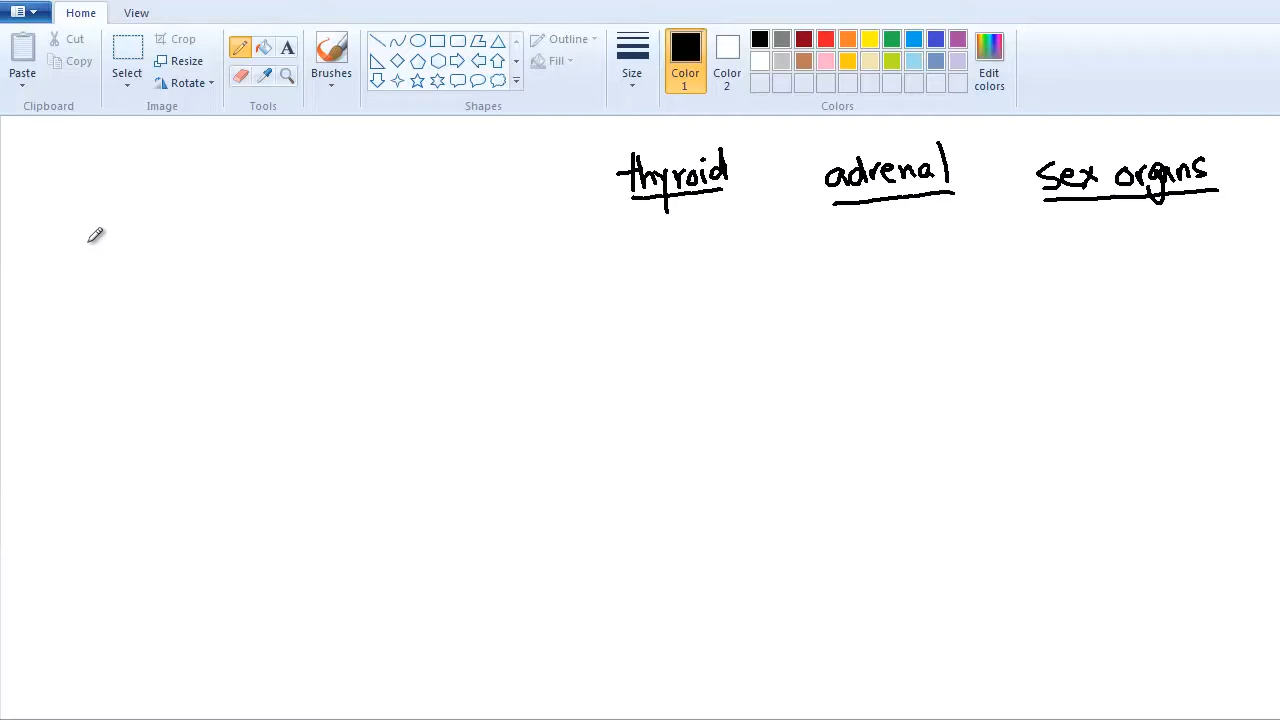 Home View
Cut
Copy
Paste
Clipboard
Select
Crop
Resize
Rotate
Image
A
Tools
Brushes
Outline
Fill
Shapes
Size
Color 1
Color 2
Edit colors
Colors
thyroid adrenal sex organs